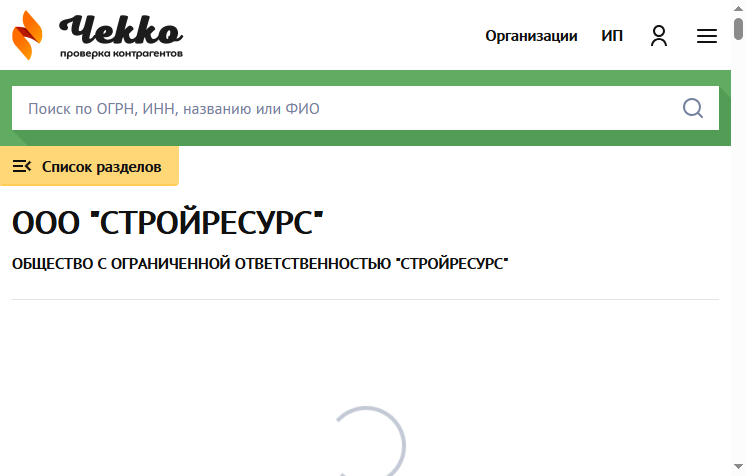 Чекко
проверка контрагентов
Организации
ИП
Поиск по ОГРН, ИНН, названию или ФИО
Список разделов
ООО "СТРОЙРЕСУРС"
ОБЩЕСТВО С ОГРАНИЧЕННОЙ ОТВЕТСТВЕННОСТЬЮ "СТРОЙРЕСУРС"